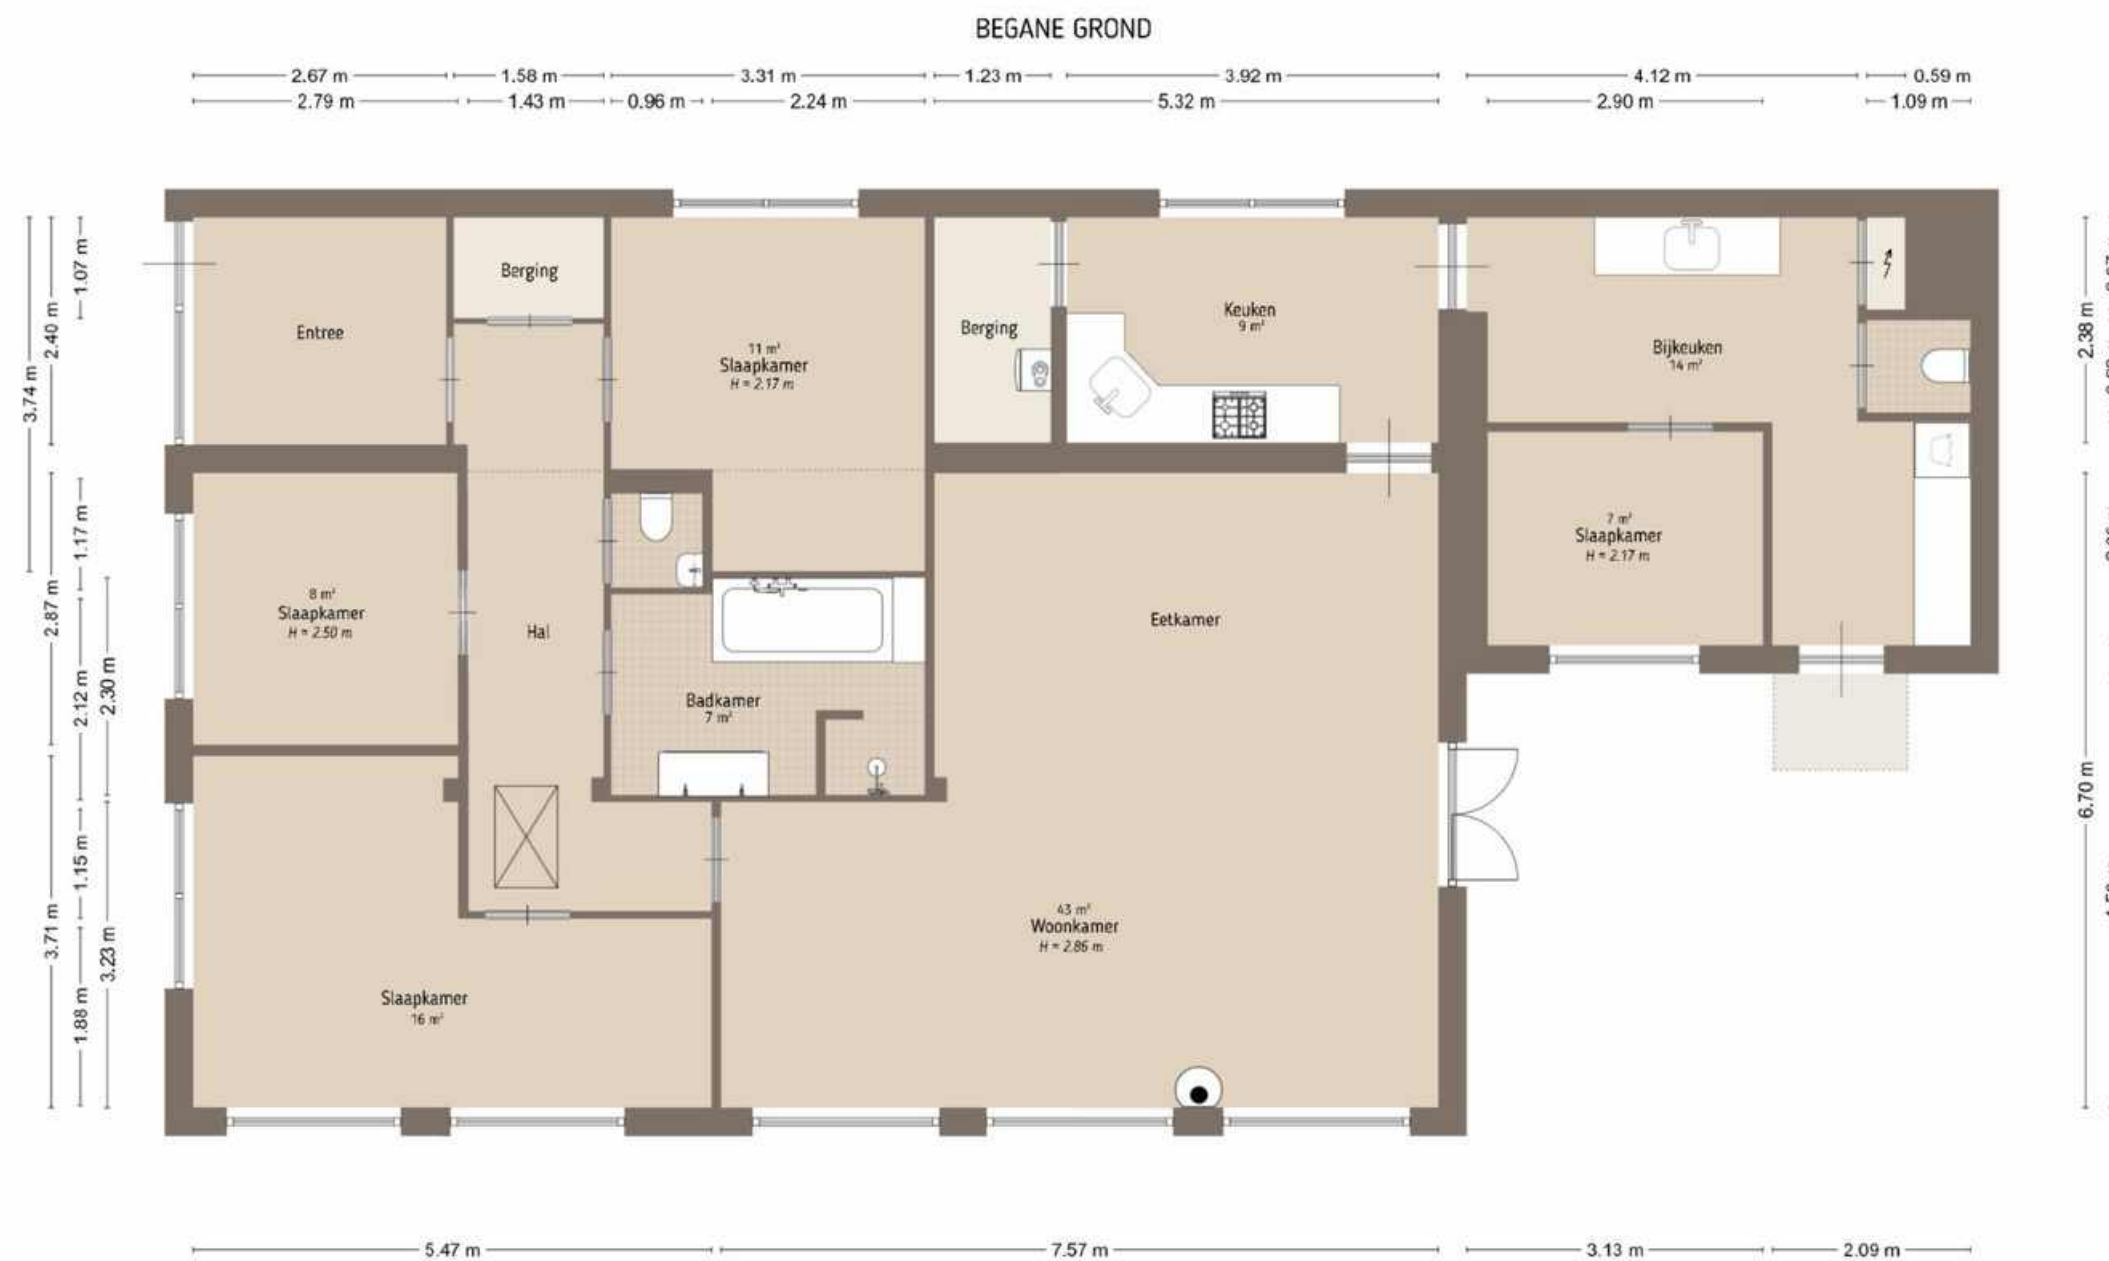 BEGANE GROND
2.67 m
1.58 m
3.31 m
1.23 m
3.92 m
4.12 m
0.59 m
2.79 m
1.43 m
0.96 m
2.24 m
5.32 m
2.90 m
1.09 m
3.74 m
2.40 m
1.07 m
2.87 m
1.17 m
2.12 m
2.30 m
3.71 m
1.15 m
1.88 m
3.23 m
Entree
Berging
11 m²
Slaapkamer
H = 2.17 m
Berging
Keuken
9 m²
Bijkeuken
14 m²
7 m²
Slaapkamer
H = 2.17 m
8 m²
Slaapkamer
H = 2.50 m
Hal
Badkamer
7 m²
Eetkamer
43 m²
Woonkamer
H = 2.86 m
Slaapkamer
16 m²
2.38 m
6.70 m
5.47 m
7.57 m
3.13 m
2.09 m